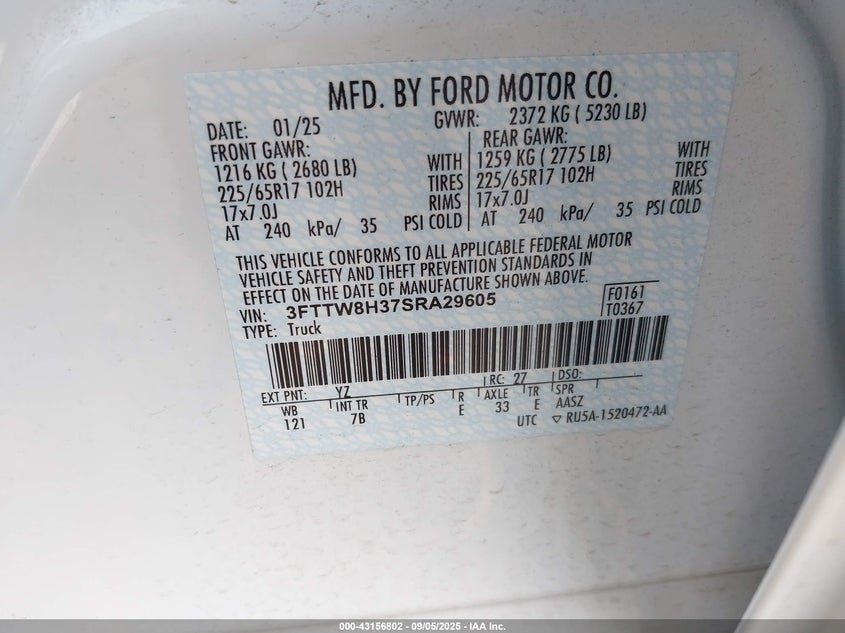 MFD. BY FORD MOTOR CO.
DATE: 01/25 GVWR: 2372 KG ( 5230 LB)
FRONT GAWR: REAR GAWR:
1216 KG ( 2680 LB) WITH 1259 KG ( 2775 LB) WITH
225/65R17 102H TIRES 225/65R17 102H TIRES
17x7.0J RIMS 17x7.0J RIMS
AT 240 kPa/ 35 PSI COLD AT 240 kPa/ 35 PSI COLD
THIS VEHICLE CONFORMS TO ALL APPLICABLE FEDERAL MOTOR
VEHICLE SAFETY AND THEFT PREVENTION STANDARDS IN
EFFECT ON THE DATE OF MANUFACTURE SHOWN ABOVE.
VIN: 3FTTW8H37SRA29605 F0161
TYPE: Truck T0367
EXT PNT: YZ RC: 27 DSO:
WB INT TR TP/PS R AXLE TR SPR
121 7B E 33 E AASZ
UTC ▽ RU5A-1520472-AA
000-43156802 - 09/05/2025 - IAA Inc.